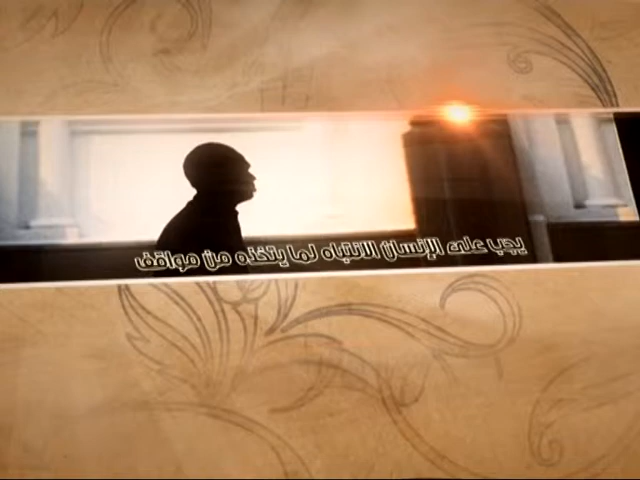 يجب على الإنسان الانتباه لما يتخذه من مواقف